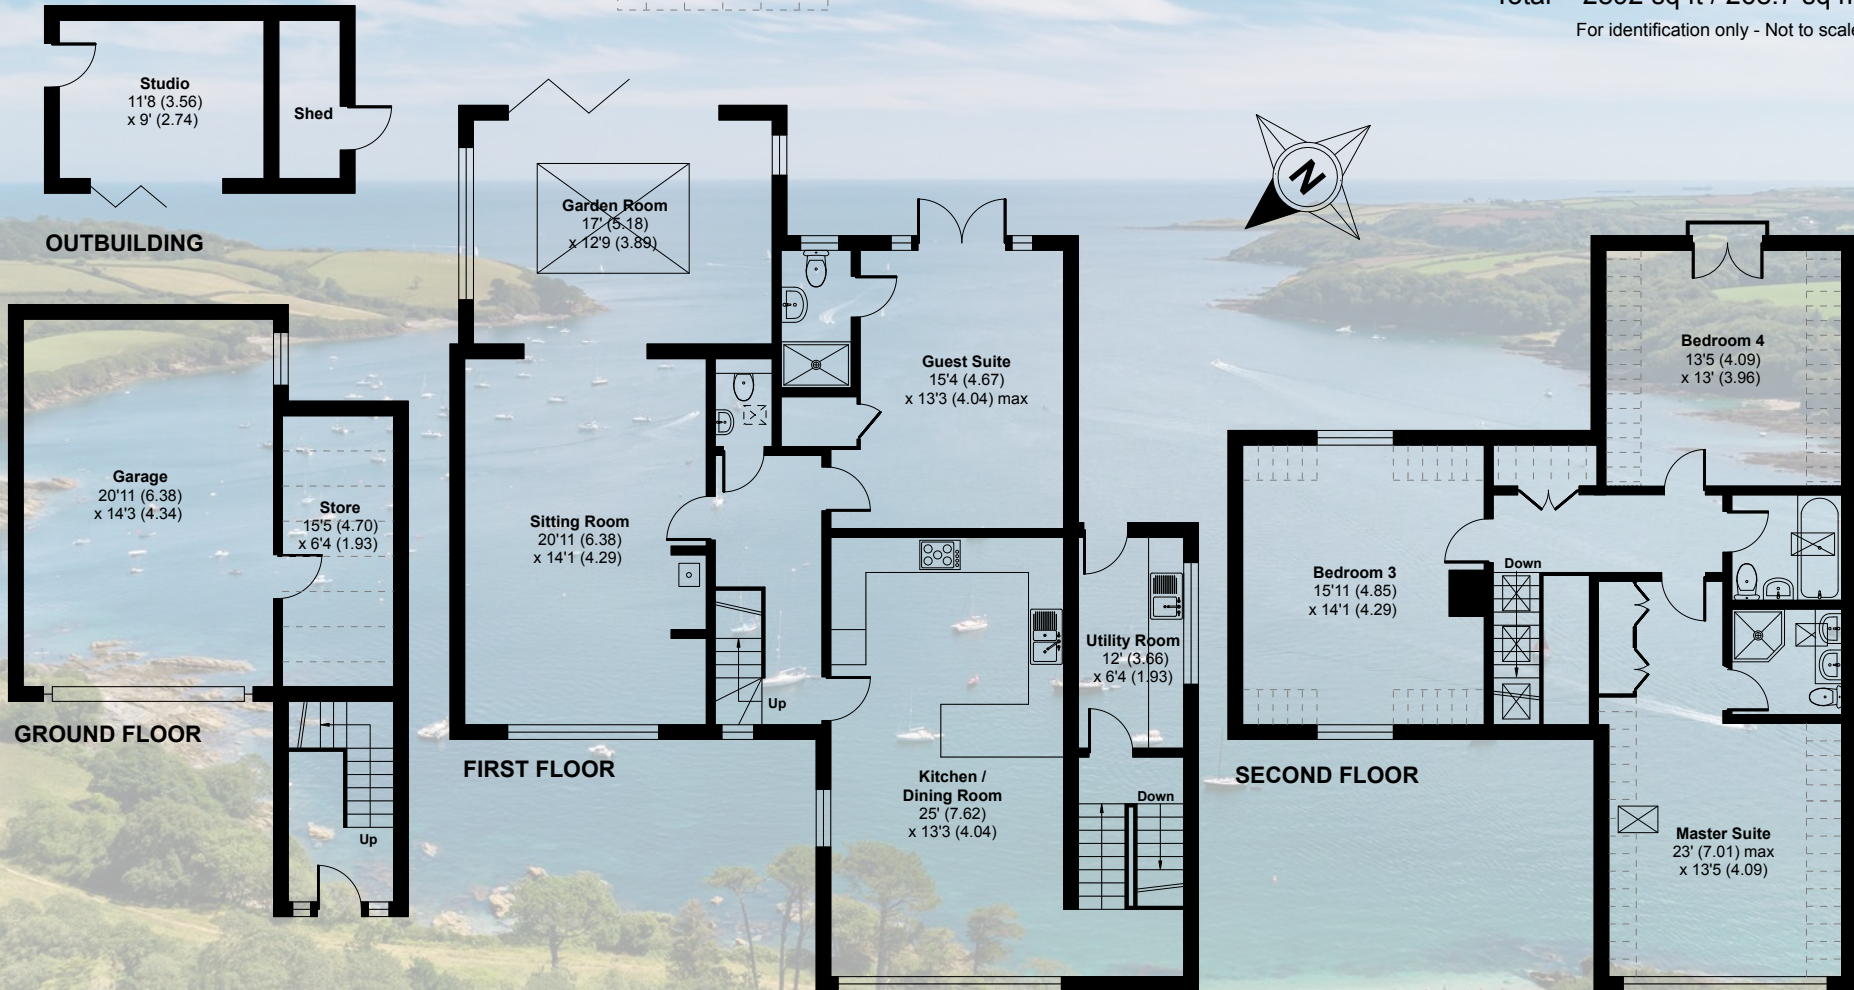 For identification only - Not to scale
Studio
11'8 (3.56)
x 9' (2.74)
Shed
OUTBUILDING
Garden Room
17' (5.18)
x 12'9 (3.89)
N
Guest Suite
15'4 (4.67)
x 13'3 (4.04) max
Bedroom 4
13'5 (4.09)
x 13' (3.96)
Garage
20'11 (6.38)
x 14'3 (4.34)
Store
15'5 (4.70)
x 6'4 (1.93)
Sitting Room
20'11 (6.38)
x 14'1 (4.29)
Bedroom 3
15'11 (4.85)
x 14'1 (4.29)
Down
Utility Room
12' (3.66)
x 6'4 (1.93)
Up
GROUND FLOOR
FIRST FLOOR
SECOND FLOOR
Kitchen /
Dining Room
25' (7.62)
x 13'3 (4.04)
Down
Up
Master Suite
23' (7.01) max
x 13'5 (4.09)